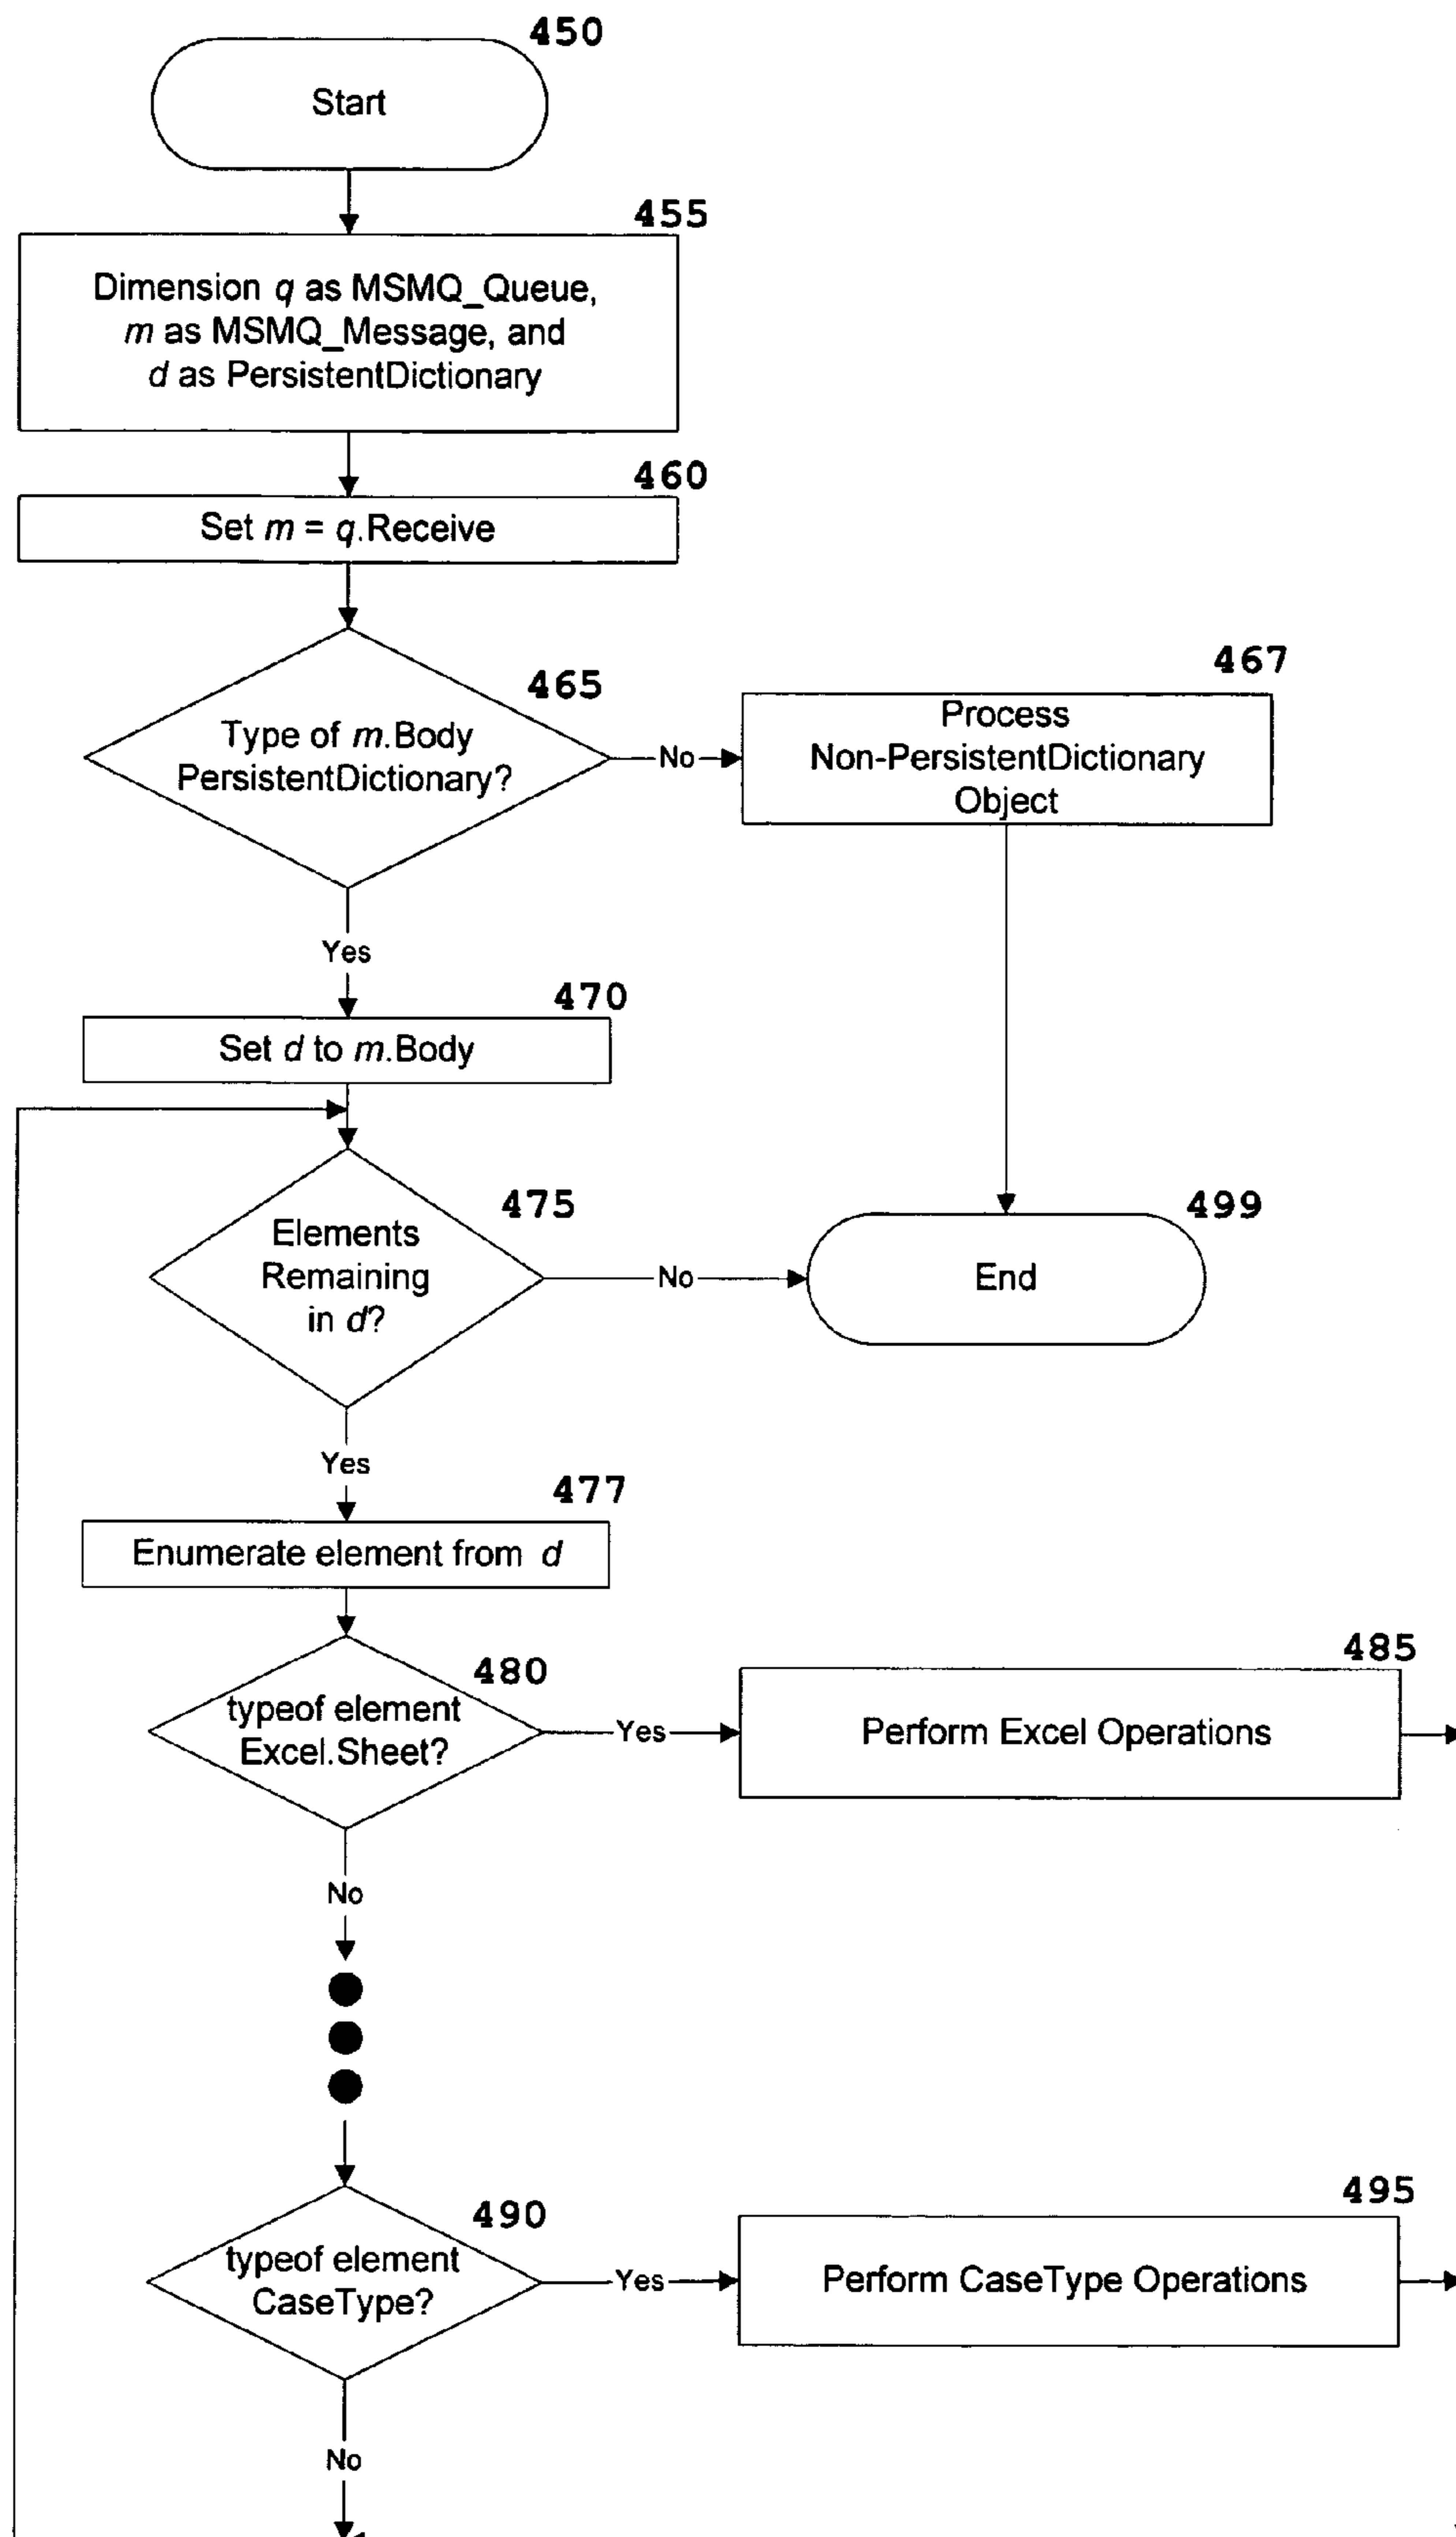 450
Start
455
Dimension q as MSMQ_Queue,
m as MSMQ_Message, and
d as PersistentDictionary
460
Set m = q.Receive
465
Type of m.Body
PersistentDictionary?
No
467
Process
Non-PersistentDictionary
Object
Yes
470
Set d to m.Body
475
Elements
Remaining
in d?
No
499
End
Yes
477
Enumerate element from d
480
typeof element
Excel.Sheet?
Yes
485
Perform Excel Operations
No
490
typeof element
CaseType?
Yes
495
Perform CaseType Operations
No